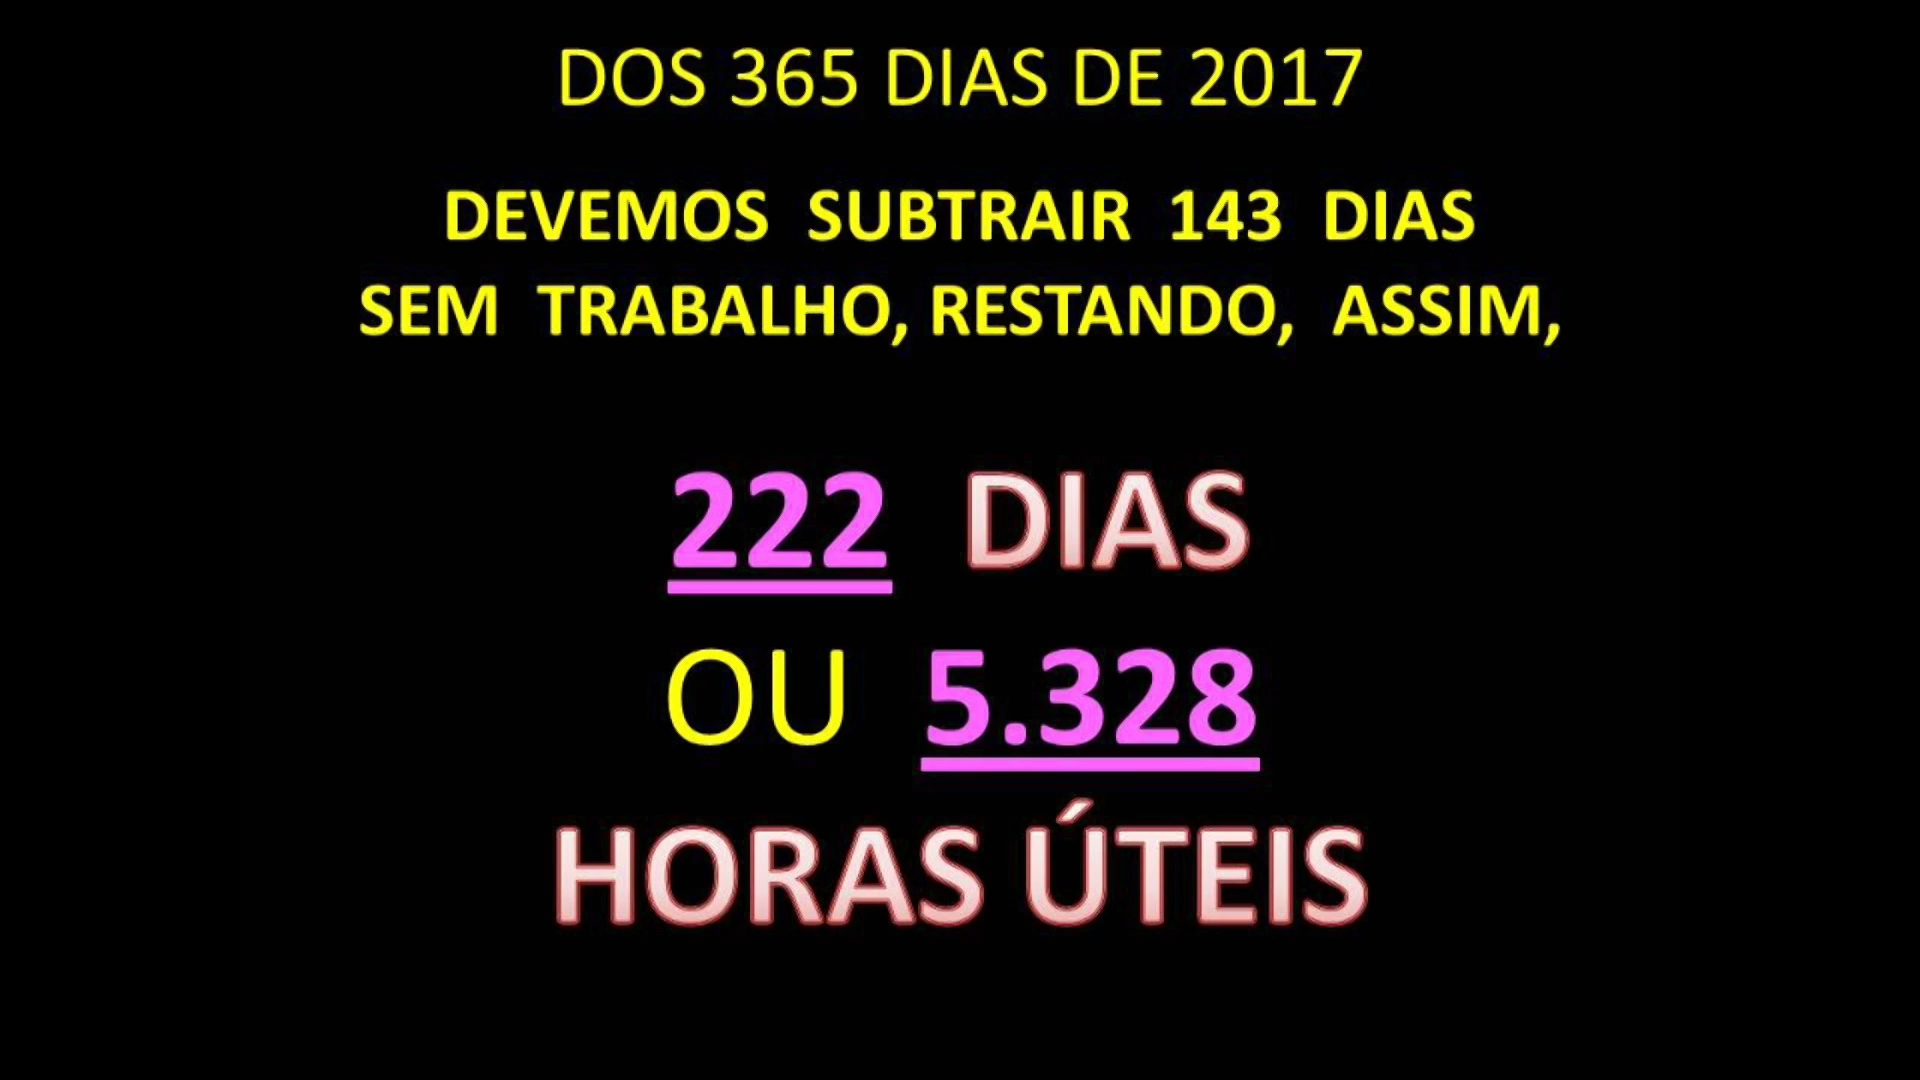 DOS 365 DIAS DE 2017
DEVEMOS SUBTRAIR 143 DIAS
SEM TRABALHO, RESTANDO, ASSIM,
222 DIAS
OU 5.328
HORAS ÚTEIS